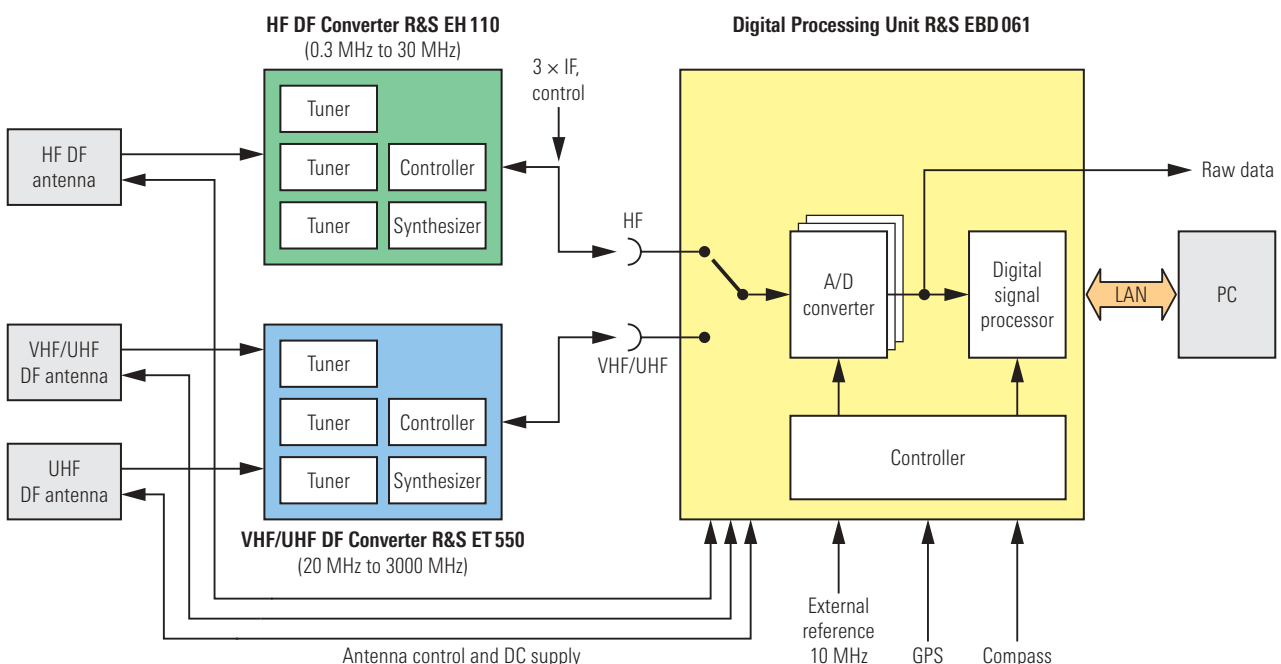 HF DF Converter R&S EH 110
(0.3 MHz to 30 MHz)
Digital Processing Unit R&S EBD 061
3 × IF,
control
Tuner
HF DF
antenna
Tuner
Controller
Raw data
Tuner
Synthesizer
HF
A/D
converter
Digital
signal
processor
LAN
PC
VHF/UHF
DF antenna
Tuner
VHF/UHF
Tuner
Controller
UHF
DF antenna
Tuner
Synthesizer
Controller
VHF/UHF DF Converter R&S ET 550
(20 MHz to 3000 MHz)
External
reference
10 MHz
GPS
Compass
Antenna control and DC supply